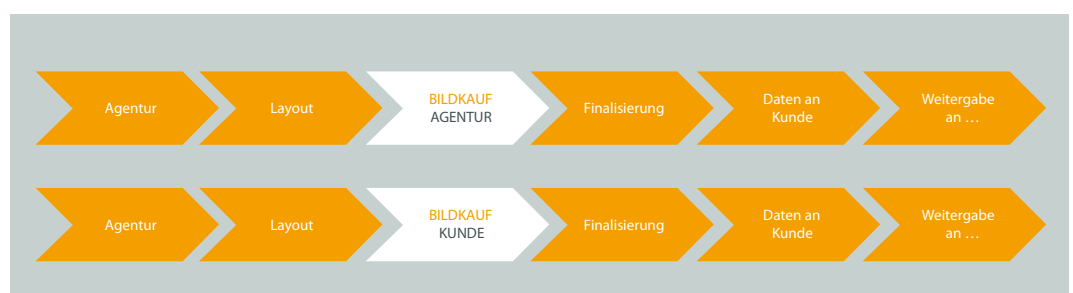 Agentur
Layout
BILDKAUF
AGENTUR
Finalisierung
Daten an
Kunde
Weitergabe
an …
Agentur
Layout
BILDKAUF
KUNDE
Finalisierung
Daten an
Kunde
Weitergabe
an …